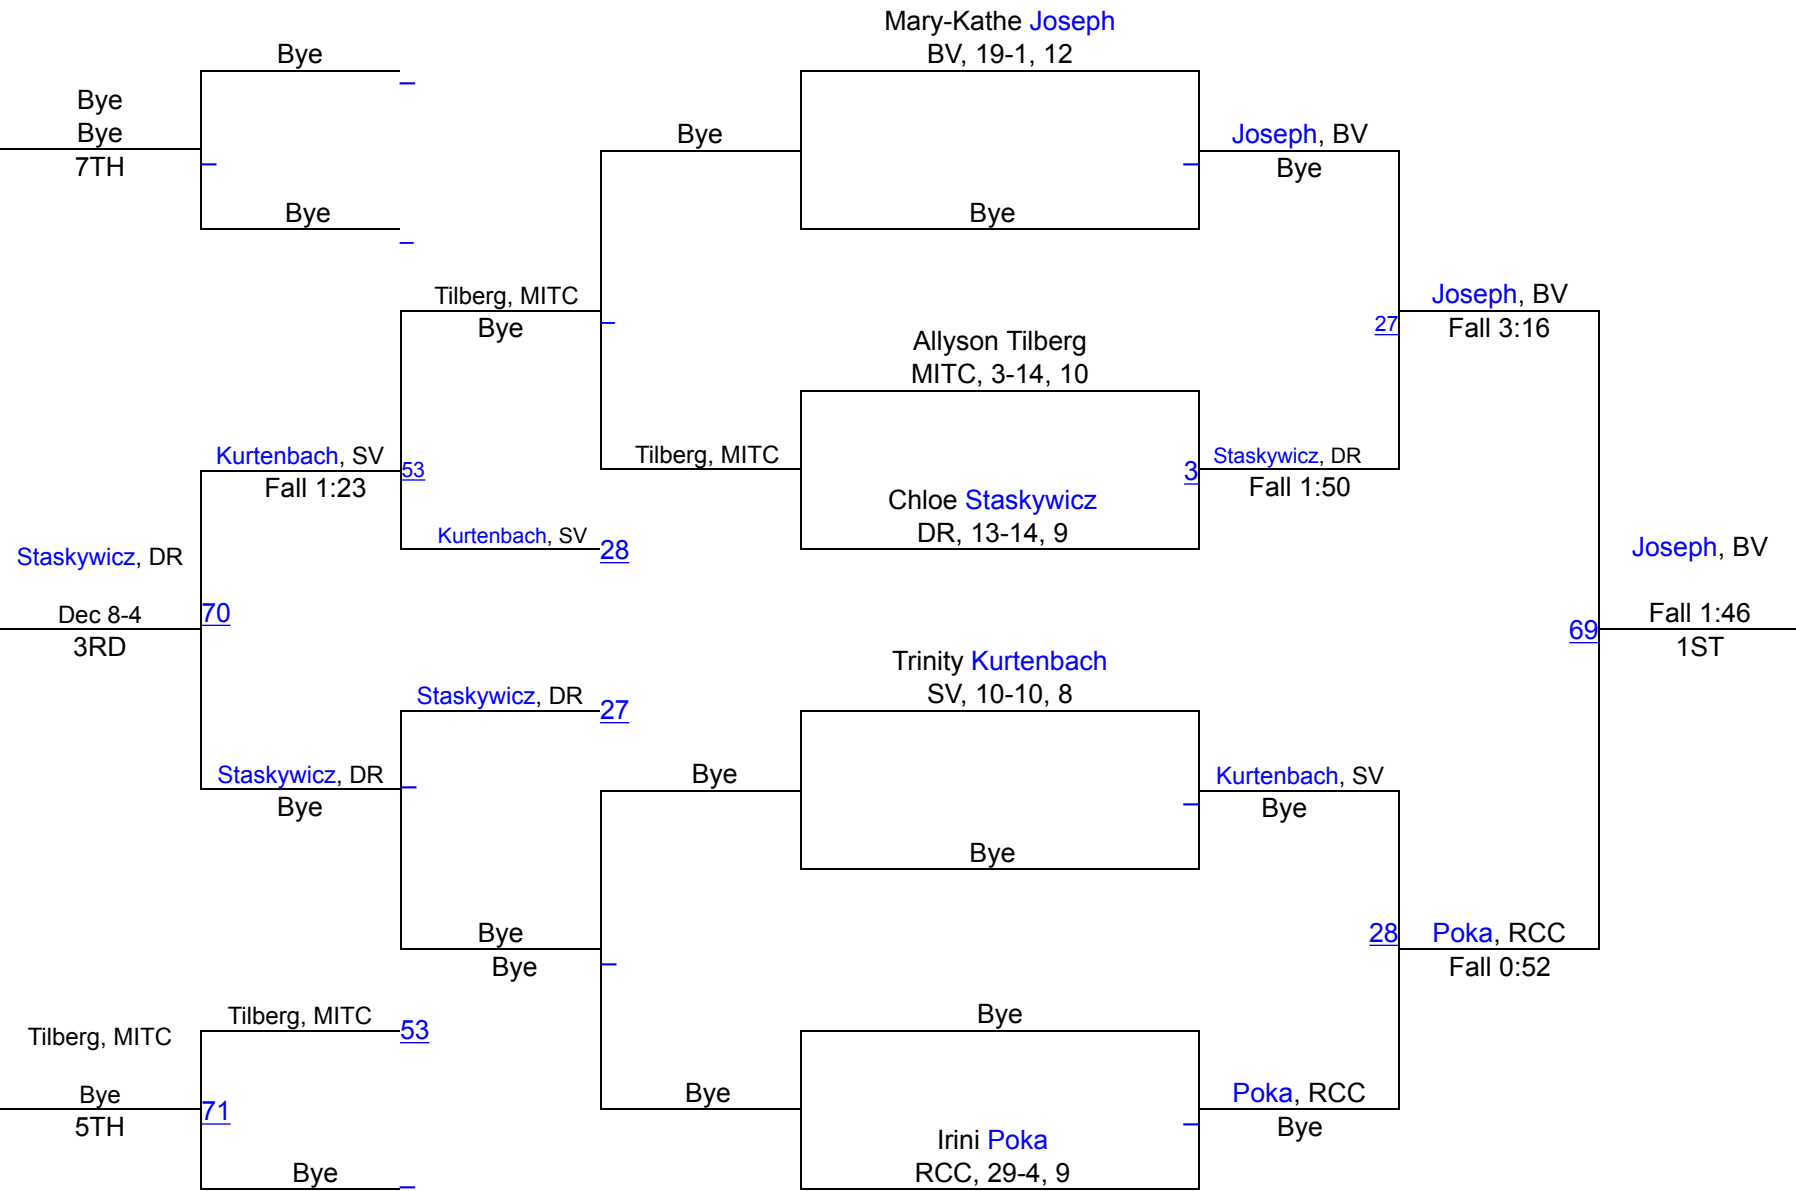 Bye
Bye
Bye
7TH
Bye
Tilberg, MITC
Bye
Kurtenbach, SV
Fall 1:23
53
Kurtenbach, SV
28
Staskywicz, DR
Dec 8-4
3RD
70
Staskywicz, DR
27
Staskywicz, DR
Bye
Bye
Bye
Tilberg, MITC
53
Tilberg, MITC
Bye
5TH
71
Bye
Bye
Tilberg, MITC
Bye
Bye
Mary-Kathe Joseph
BV, 19-1, 12
Bye
Allyson Tilberg
MITC, 3-14, 10
Chloe Staskywicz
DR, 13-14, 9
3
Trinity Kurtenbach
SV, 10-10, 8
Bye
Bye
Irini Poka
RCC, 29-4, 9
Joseph, BV
Bye
27
Staskywicz, DR
Fall 1:50
Kurtenbach, SV
Bye
28
Poka, RCC
Bye
Joseph, BV
Fall 3:16
69
Poka, RCC
Fall 0:52
Joseph, BV
Fall 1:46
1ST